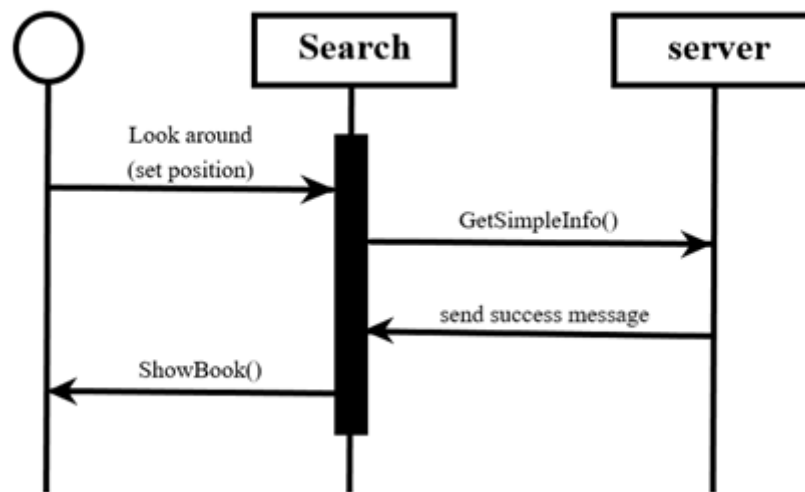 Search
server
Look around
(set position)
GetSimpleInfo()
send success message
ShowBook()